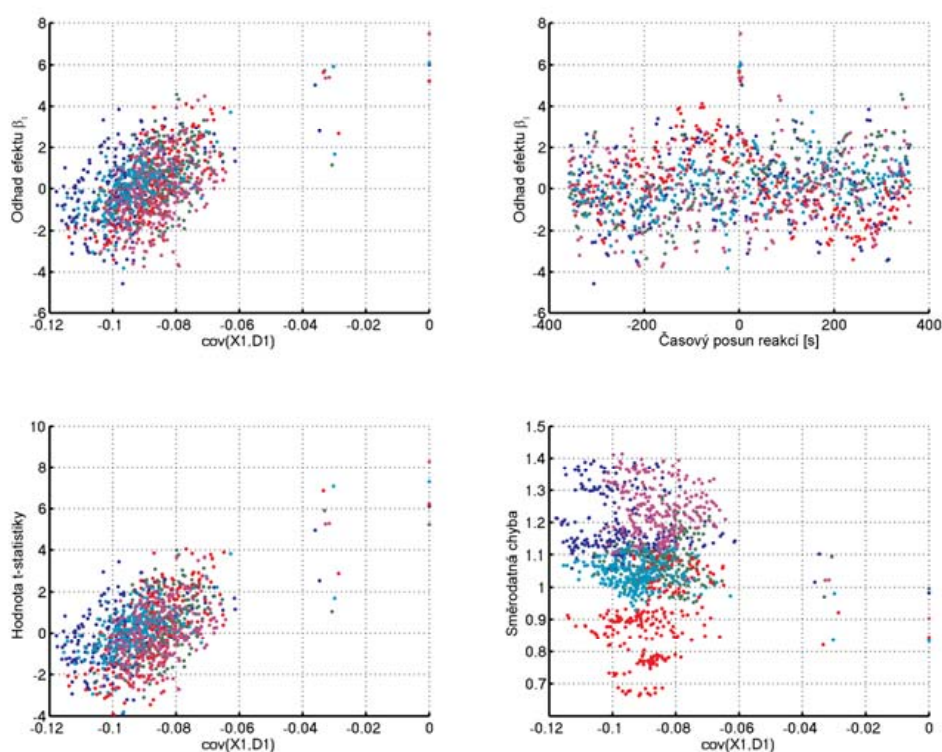 8
6
4
2
0
-2
-4
-6
Odhad efektu βᵢ
-0.12 -0.1 -0.08 -0.06 -0.04 -0.02 0
cov(X1,D1)
8
6
4
2
0
-2
-4
-6
Odhad efektu βᵢ
-400 -200 0 200 400
Časový posun reakcí [s]
10
8
6
4
2
0
-2
-4
Hodnota t-statistiky
-0.12 -0.1 -0.08 -0.06 -0.04 -0.02 0
cov(X1,D1)
1.5
1.4
1.3
1.2
1.1
1
0.9
0.8
0.7
Směrodatná chyba
-0.12 -0.1 -0.08 -0.06 -0.04 -0.02 0
cov(X1,D1)